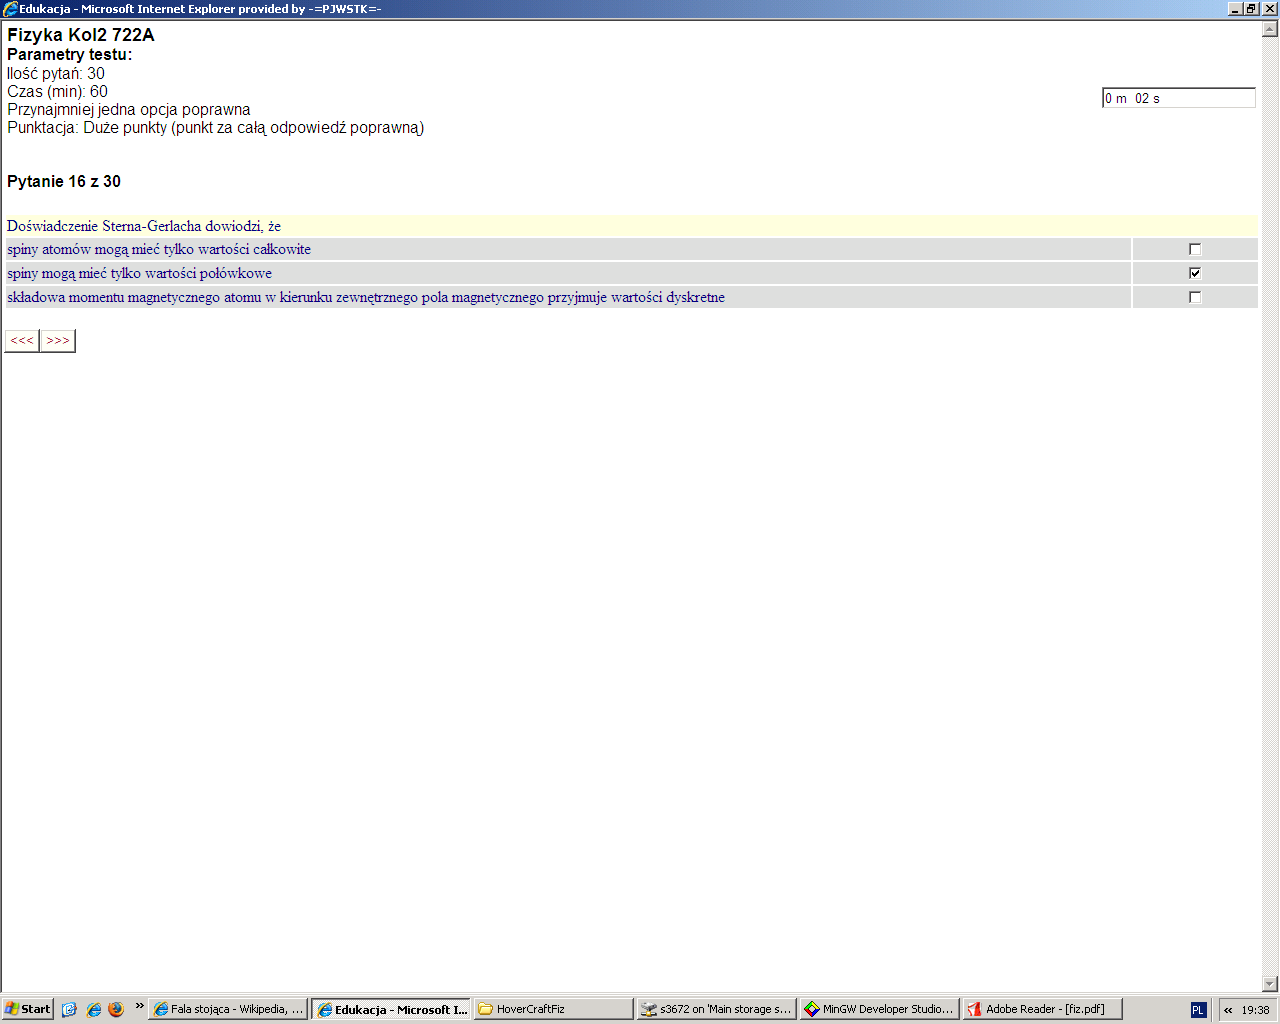 Edukacja - Microsoft Internet Explorer provided by -=PJWSTK=-
Fizyka Kol2 722A
Parametry testu:
Ilość pytań: 30
Czas (min): 60
0 m 02 s
Przynajmniej jedna opcja poprawna
Punktacja: Duże punkty (punkt za całą odpowiedź poprawną)
Pytanie 16 z 30
Doświadczenie Sterna-Gerlacha dowiodzi, że
spiny atomów mogą mieć tylko wartości całkowite
spiny mogą mieć tylko wartości połówkowe
składowa momentu magnetycznego atomu w kierunku zewnętrznego pola magnetycznego przyjmuje wartości dyskretne
<<< >>>
Start » Fala stojąca - Wikipedia, ... Edukacja - Microsoft I... HoverCraftFiz s3672 on 'Main storage s... MinGW Developer Studio... Adobe Reader - [fiz.pdf] PL « 19:38